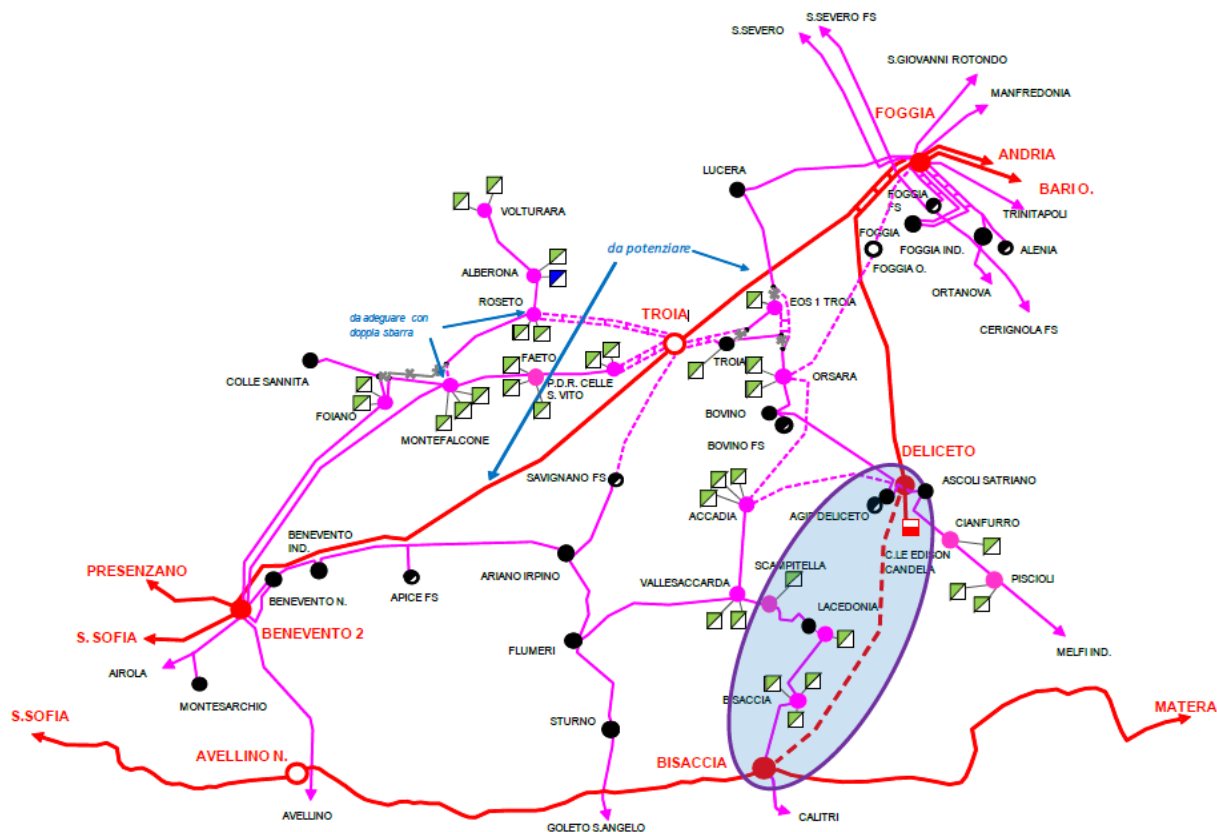 S.SEVERO FS
S.SEVERO
S.GIOVANNI ROTONDO
MANFREDONIA
FOGGIA
ANDRIA
LUCERA
BARI O.
FOGGIA
FS
TRINITAPOLI
VOLTURARA
FOGGIA
FOGGIA IND.
ALENIA
da potenziare
FOGGIA O.
ALBERONA
ORTANOVA
ROSETO
EOS 1 TROIA
CERIGNOLA FS
TROIA
da adeguare con
doppia sbarra
COLLE SANNITA
FAETO
TROIA
P.D.R. CELLE
S. VITO
ORSARA
FOIANO
BOVINO
MONTEFALCONE
BOVINO FS
DELICETO
SAVIGNANO FS
ASCOLI SATRIANO
ACCADIA
AGIP DELICETO
CIANFURRO
BENEVENTO
IND.
C.LE EDISON
CANDELA
SCAMPITELLA
PRESENZANO
ARIANO IRPINO
VALLESACCARDA
PISCIOLI
BENEVENTO N.
APICE FS
LACEDONIA
S. SOFIA
BENEVENTO 2
FLUMERI
MELFI IND.
AIROLA
BISACCIA
MONTESARCHIO
MATERA
S.SOFIA
STURNO
AVELLINO N.
BISACCIA
AVELLINO
GOLETO S.ANGELO
CALITRI